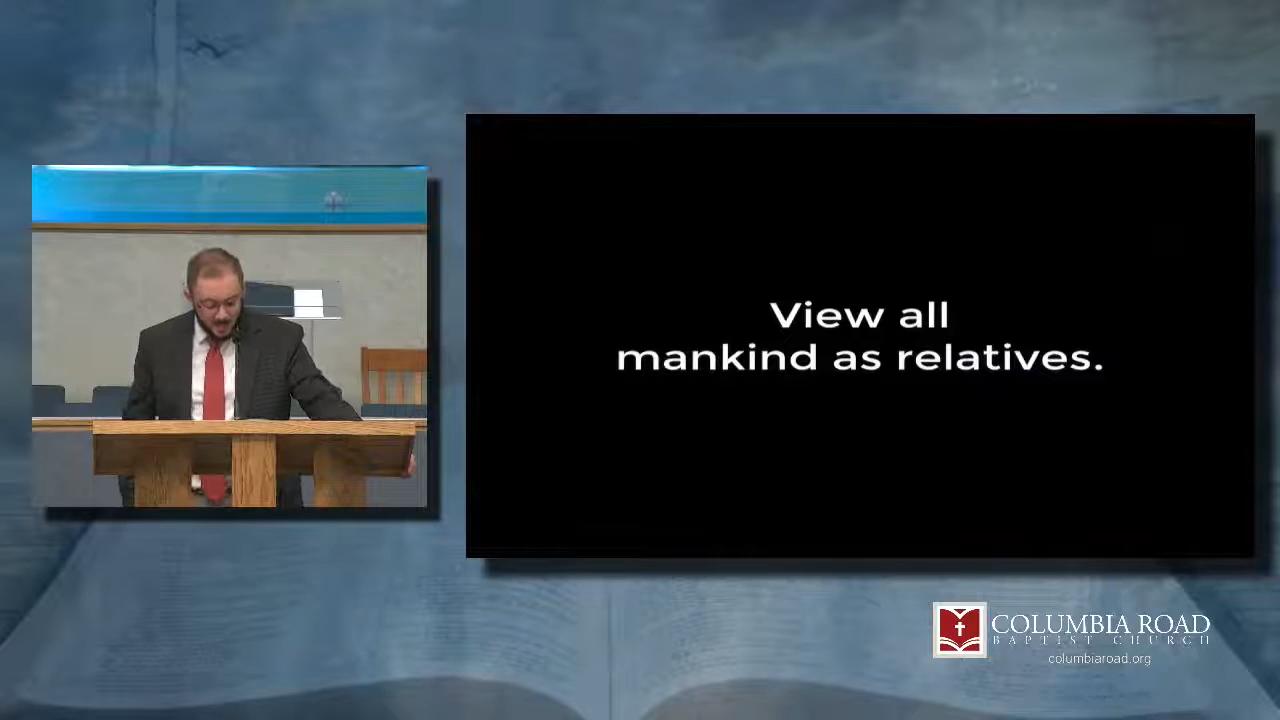 View all
mankind as relatives.
COLUMBIA ROAD
BAPTIST CHURCH
columbiaroad.org